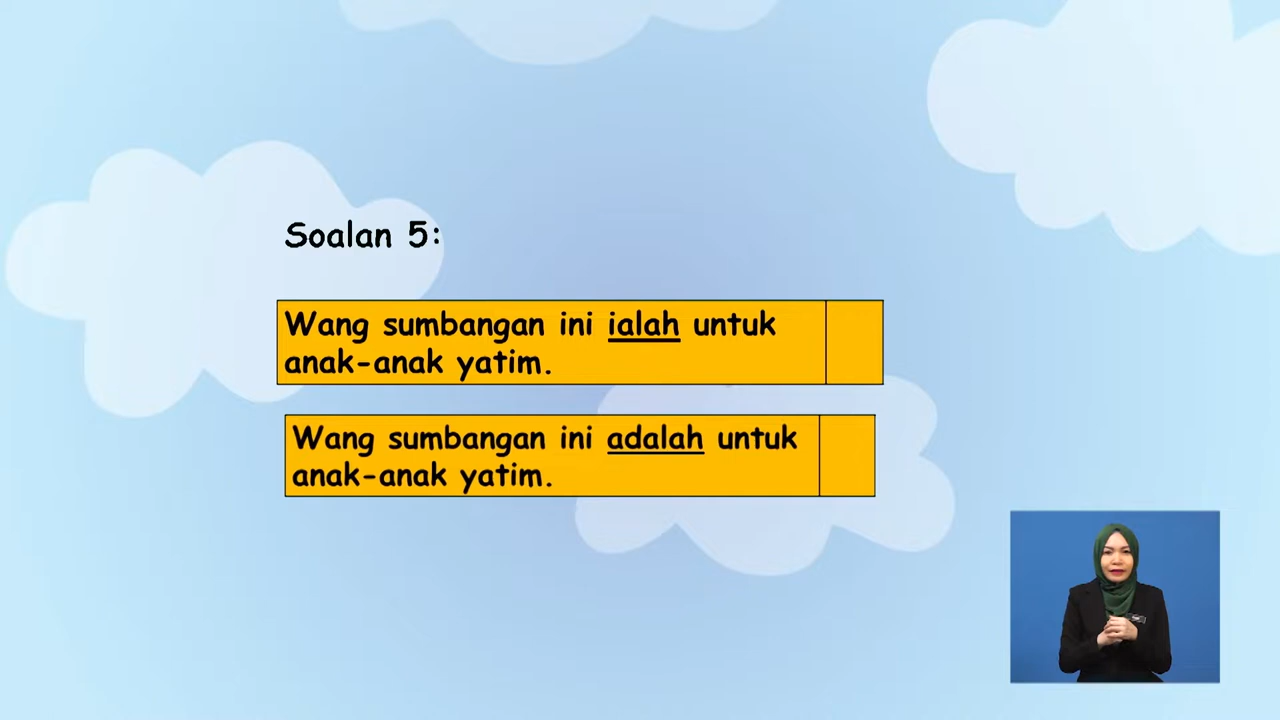 Soalan 5:
Wang sumbangan ini ialah untuk
anak-anak yatim.
Wang sumbangan ini adalah untuk
anak-anak yatim.